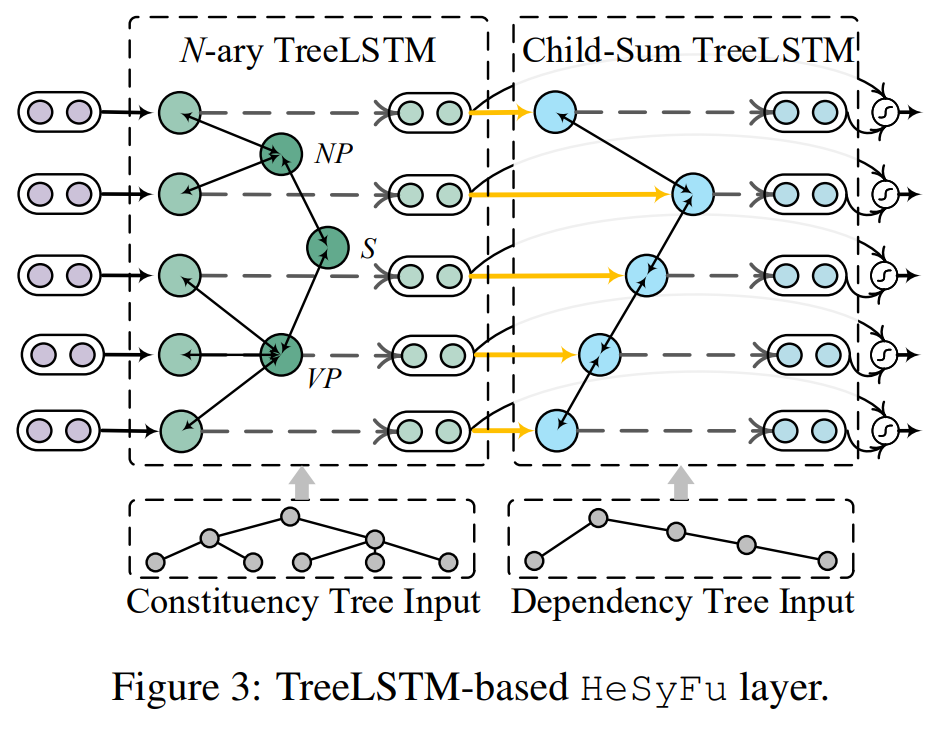 N-ary TreeLSTM
Child-Sum TreeLSTM
NP
S
VP
Constituency Tree Input
Dependency Tree Input
Figure 3: TreeLSTM-based HeSyFu layer.